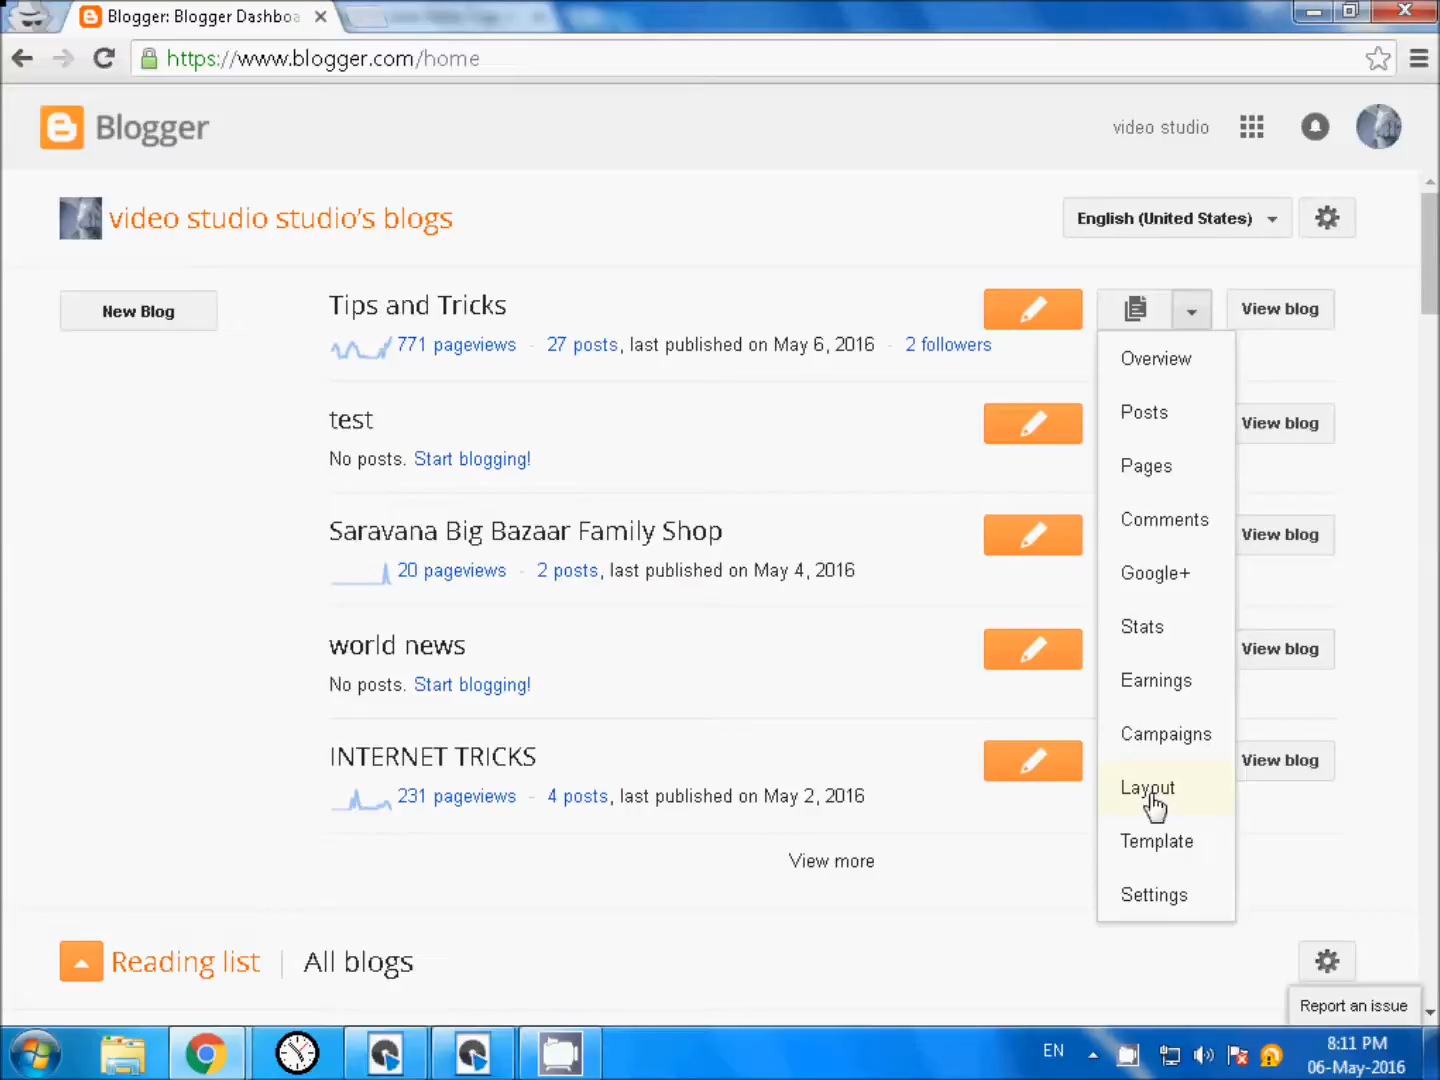 Blogger: Blogger Dashboa
https://www.blogger.com/home
Blogger
video studio
video studio studio's blogs
English (United States)
New Blog
Tips and Tricks
View blog
771 pageviews - 27 posts, last published on May 6, 2016 - 2 followers
Overview
Posts
Pages
Comments
Google+
Stats
Earnings
Campaigns
Layout
Template
Settings
test
View blog
No posts. Start blogging!
Saravana Big Bazaar Family Shop
View blog
20 pageviews - 2 posts, last published on May 4, 2016
world news
View blog
No posts. Start blogging!
INTERNET TRICKS
View blog
231 pageviews - 4 posts, last published on May 2, 2016
View more
Reading list | All blogs
Report an issue
EN
8:11 PM
06-May-2016